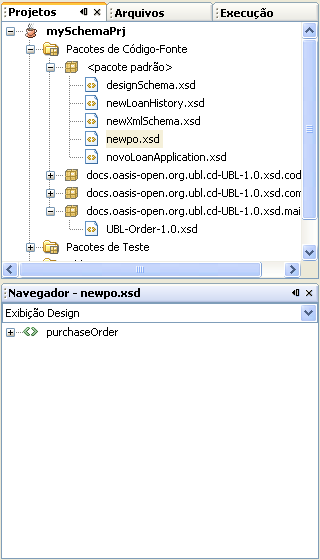 Projetos Arquivos Execução
mySchemaPrj
Pacotes de Código-Fonte
<pacote padrão>
designSchema.xsd
newLoanHistory.xsd
newXmlSchema.xsd
newpo.xsd
novoLoanApplication.xsd
docs.oasis-open.org.ubl.cd-UBL-1.0.xsd.cod
docs.oasis-open.org.ubl.cd-UBL-1.0.xsd.com
docs.oasis-open.org.ubl.cd-UBL-1.0.xsd.mai
UBL-Order-1.0.xsd
Pacotes de Teste
Navegador - newpo.xsd
Exibição Design
purchaseOrder